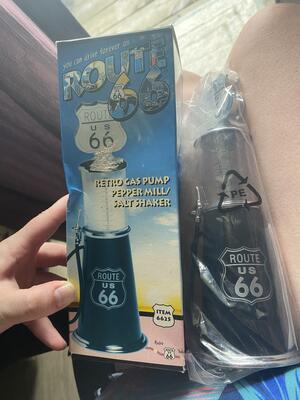 you can drive forever on
ROUTE
66
ROUTE
US
66
RETRO GAS PUMP
PEPPER MILL/
SALT SHAKER
ROUTE
US
66
ITEM
6625
PE
ROUTE
US
66